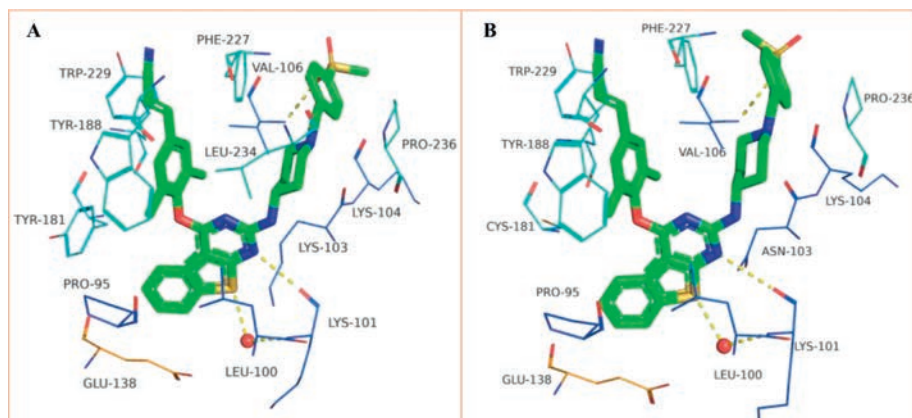 A
PHE-227
VAL-106
TRP-229
TYR-188
LEU-234
PRO-236
TYR-181
LYS-104
LYS-103
PRO-95
LYS-101
LEU-100
GLU-138
B
PHE-227
TRP-229
PRO-236
TYR-188
VAL-106
LYS-104
CYS-181
ASN-103
PRO-95
LYS-101
LEU-100
GLU-138